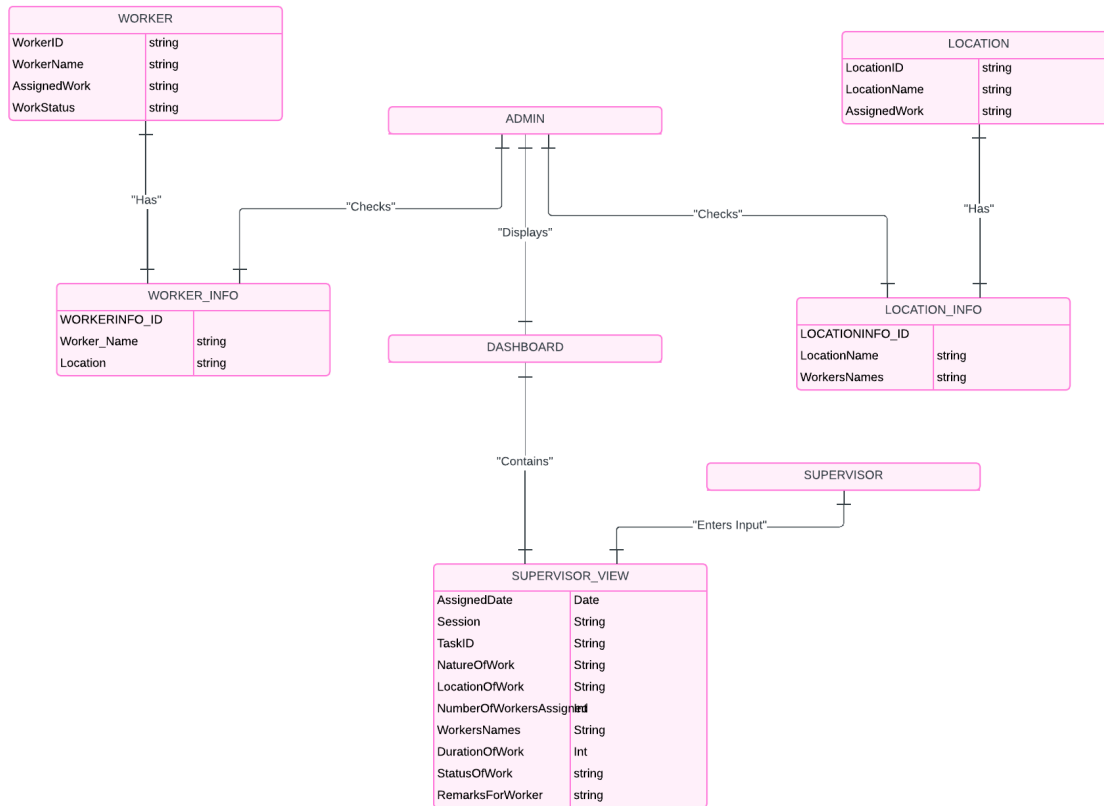 WORKER
WorkerID string
WorkerName string
AssignedWork string
WorkStatus string
LOCATION
LocationID string
LocationName string
AssignedWork string
ADMIN
"Has"
"Checks"
"Displays"
"Checks"
"Has"
WORKER_INFO
WORKERINFO_ID
Worker_Name string
Location string
LOCATION_INFO
LOCATIONINFO_ID
LocationName string
WorkersNames string
DASHBOARD
"Contains"
SUPERVISOR
"Enters Input"
SUPERVISOR_VIEW
AssignedDate Date
Session String
TaskID String
NatureOfWork String
LocationOfWork String
NumberOfWorkersAssigned Int
WorkersNames String
DurationOfWork Int
StatusOfWork string
RemarksForWorker string